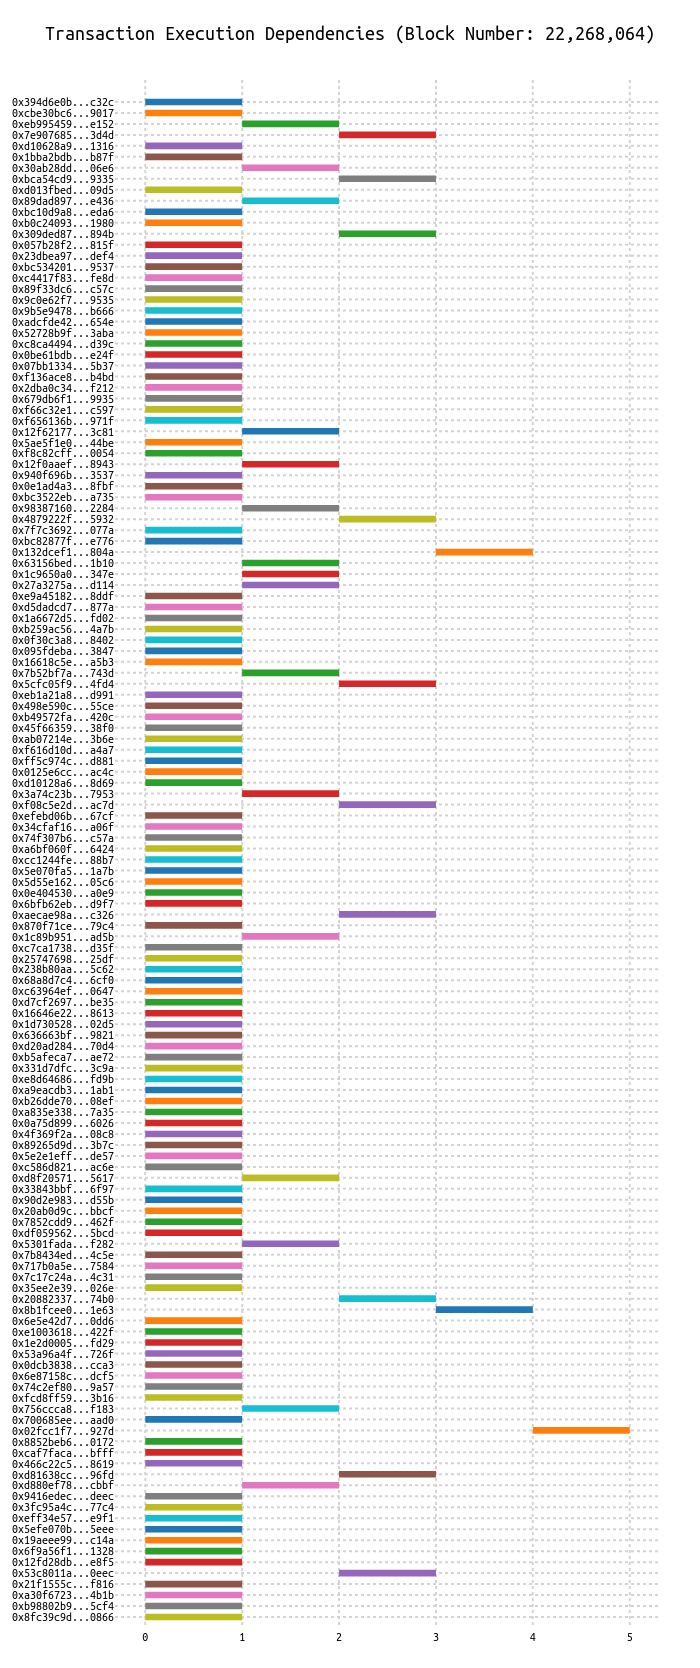 Transaction Execution Dependencies (Block Number: 22,268,064)
0x394d6e0b...c32c
0xcbe30bc6...9017
0xeb995459...e152
0x7e907685...3d4d
0xd10628a9...1316
0x1bba2bdb...b87f
0x30ab28dd...06e6
0xbca54cd9...9335
0xd013fbed...09d5
0x89dad897...e436
0xbc10d9a8...eda6
0xb0c24093...1980
0x309ded87...894b
0x057b28f2...815f
0x23dbea97...def4
0xbc534201...9537
0xc4417f83...fe8d
0x89f33dc6...c57c
0x9c0e62f7...9535
0x9b5e9478...b666
0xadcfde42...654e
0x52728b9f...3aba
0xc8ca4494...d39c
0x0be61bdb...e24f
0x07bb1334...5b37
0xf136ace8...b4bd
0x2dba0c34...f212
0x679db6f1...9935
0xf66c32e1...c597
0xf656136b...971f
0x12f62177...3c81
0x5ae5f1e0...44be
0xf8c82cff...0054
0x12f0aaef...8943
0x940f696b...3537
0x0e1ad4a3...8fbf
0xbc3522eb...a735
0x98387160...2284
0x4879222f...5932
0x7f7c3692...077a
0xbc82877f...e776
0x132dcef1...804a
0x63156bed...1b10
0x1c9650a0...347e
0x27a3275a...d114
0xe9a45182...8ddf
0xd5dadcd7...877a
0x1a6672d5...fd02
0xb259ac56...4a7b
0x0f30c3a8...8402
0x095fdeba...3847
0x16618c5e...a5b3
0x7b52bf7a...743d
0x5cfc05f9...4fd4
0xeb1a21a8...d991
0x498e590c...55ce
0xb49572fa...420c
0x45f66359...38f0
0xab07214e...3b6e
0xf616d10d...a4a7
0xff5c974c...d881
0x0125e6cc...ac4c
0xd10128a6...8d69
0x3a74c23b...7953
0xf08c5e2d...ac7d
0xefebd06b...67cf
0x34cfaf16...a06f
0x74f307b6...c57a
0xa6bf060f...6424
0xcc1244fe...88b7
0x5e070fa5...1a7b
0x5d55e162...05c6
0x0e404530...a0e9
0x6bfb62eb...d9f7
0xaecae98a...c326
0x870f71ce...79c4
0x1c89b951...ad5b
0xc7ca1738...d35f
0x25747698...25df
0x238b80aa...5c62
0x68a8d7c4...6cf0
0xc63964ef...0647
0xd7cf2697...be35
0x16646e22...8613
0x1d730528...02d5
0x636663bf...9821
0xd20ad284...70d4
0xb5afeca7...ae72
0x331d7dfc...3c9a
0xe8d64686...fd9b
0xa9eacdb3...1ab1
0xb26dde70...08ef
0xa835e338...7a35
0x0a75d899...6026
0x4f369f2a...08c8
0x89265d9d...3b7c
0x5e2e1eff...de57
0xc586d821...ac6e
0xd8f20571...5617
0x33843bbf...6f97
0x90d2e983...d55b
0x20ab0d9c...bbcf
0x7852cdd9...462f
0xdf059562...5bcd
0x5301fada...f282
0x7b8434ed...4c5e
0x717b0a5e...7584
0x7c17c24a...4c31
0x35ee2e39...026e
0x20882337...74b0
0x8b1fcee0...1e63
0x6e5e42d7...0dd6
0xe1003618...422f
0x1e2d0005...fd29
0x53a96a4f...726f
0x0dcb3838...cca3
0x6e87158c...dcf5
0x74c2ef80...9a57
0xfcd8ff59...3b16
0x756ccca8...f183
0x700685ee...aad0
0x02fcc1f7...927d
0x8852beb6...0172
0xcaf7faca...bfff
0x466c22c5...8619
0xd81638cc...96fd
0xd880ef78...cbbf
0x9416edec...deec
0x3fc95a4c...77c4
0xeff34e57...e9f1
0x5efe070b...5eee
0x19aeee99...c14a
0x6f9a56f1...1328
0x12fd28db...e8f5
0x53c8011a...0eec
0x21f1555c...f816
0xa30f6723...4b1b
0xb98802b9...5cf4
0x8fc39c9d...0866
0 1 2 3 4 5